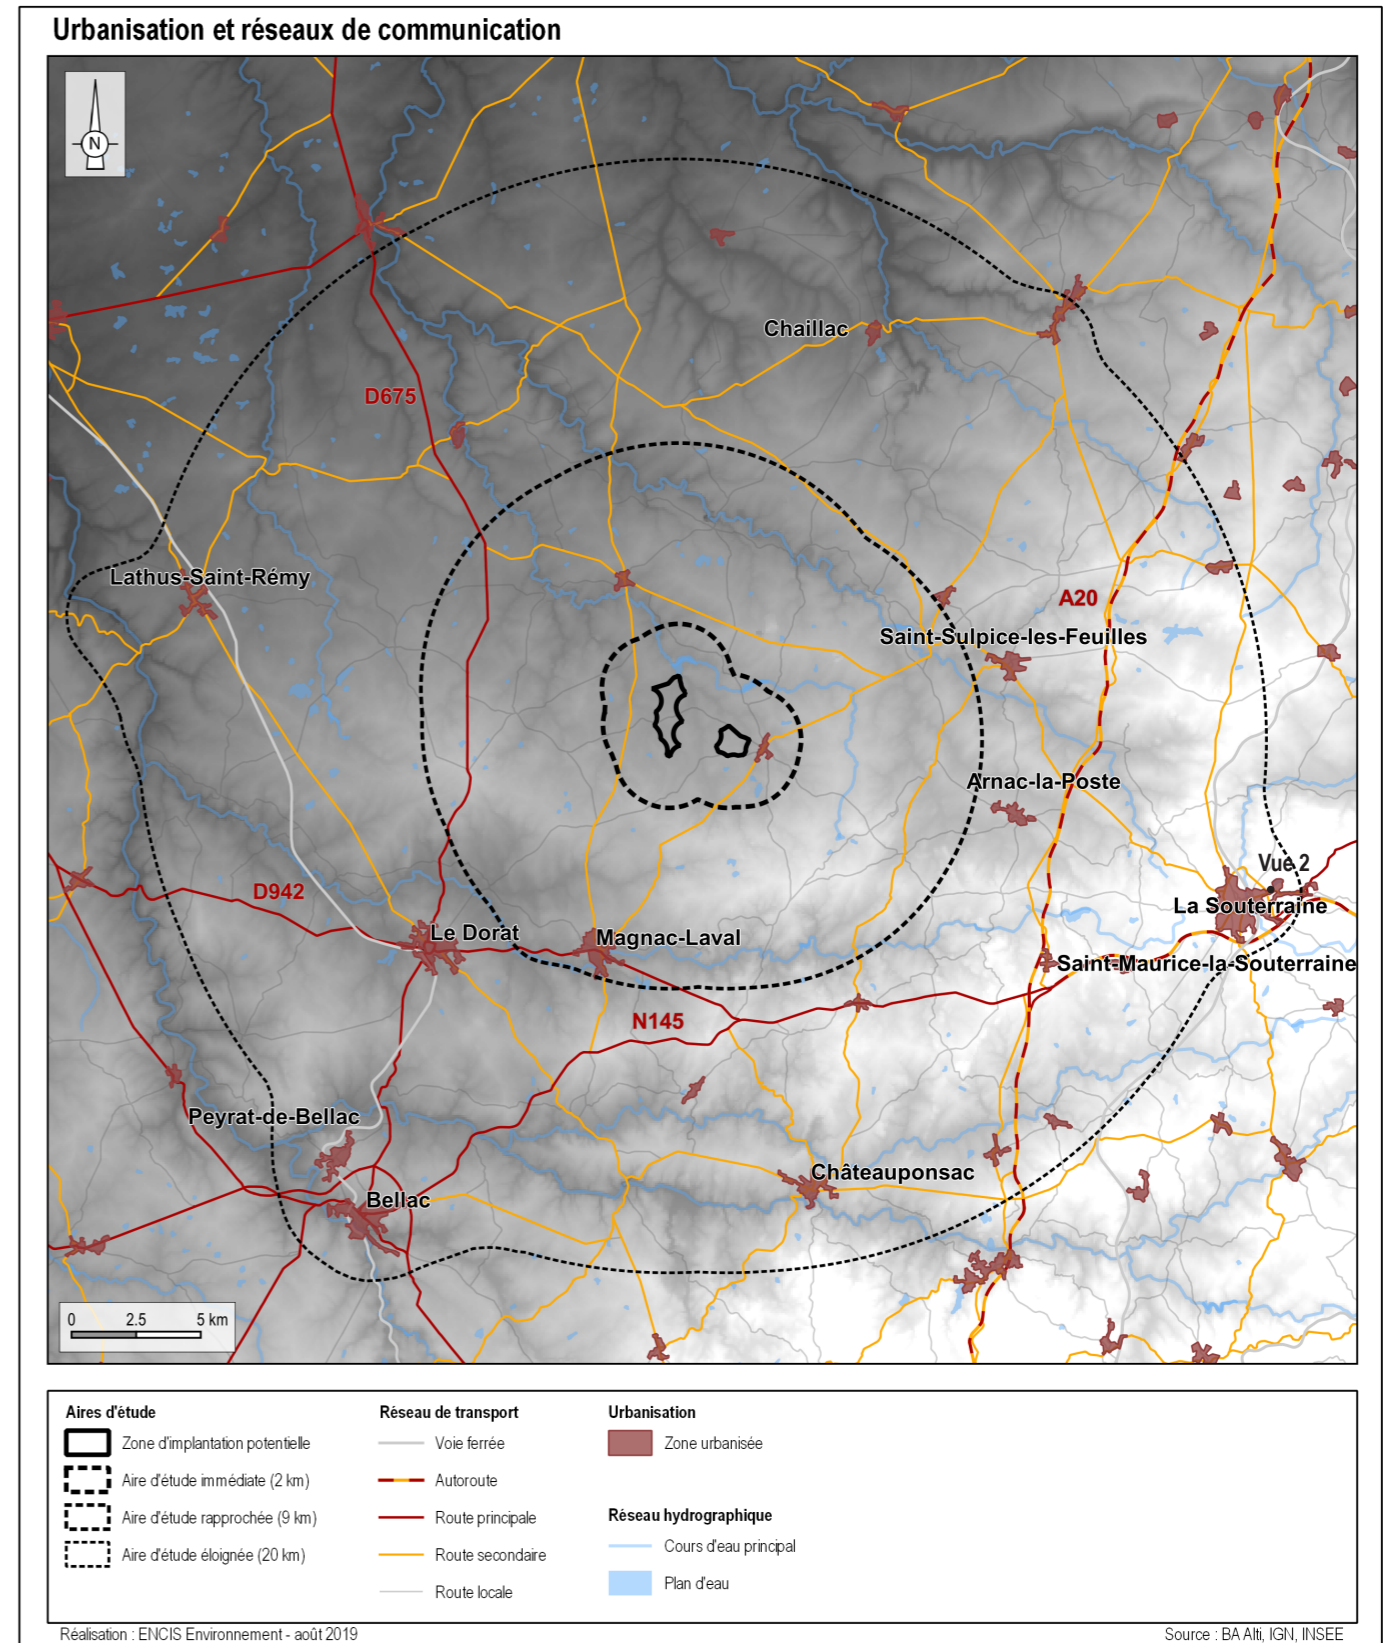 Urbanisation et réseaux de communication
N
Chaillac
D675
Lathus-Saint-Rémy
A20
Saint-Sulpice-les-Feuilles
Arnac-la-Poste
Vue 2
D942
La Souterraine
Le Dorat
Magnac-Laval
Saint-Maurice-la-Souterraine
N145
Peyrat-de-Bellac
Châteauponsac
Bellac
0 2.5 5 km
Aires d'étude
Zone d'implantation potentielle
Aire d'étude immédiate (2 km)
Aire d'étude rapprochée (9 km)
Aire d'étude éloignée (20 km)
Réseau de transport
Voie ferrée
Autoroute
Route principale
Route secondaire
Route locale
Urbanisation
Zone urbanisée
Réseau hydrographique
Cours d'eau principal
Plan d'eau
Réalisation : ENCIS Environnement - août 2019
Source : BA Alti, IGN, INSEE